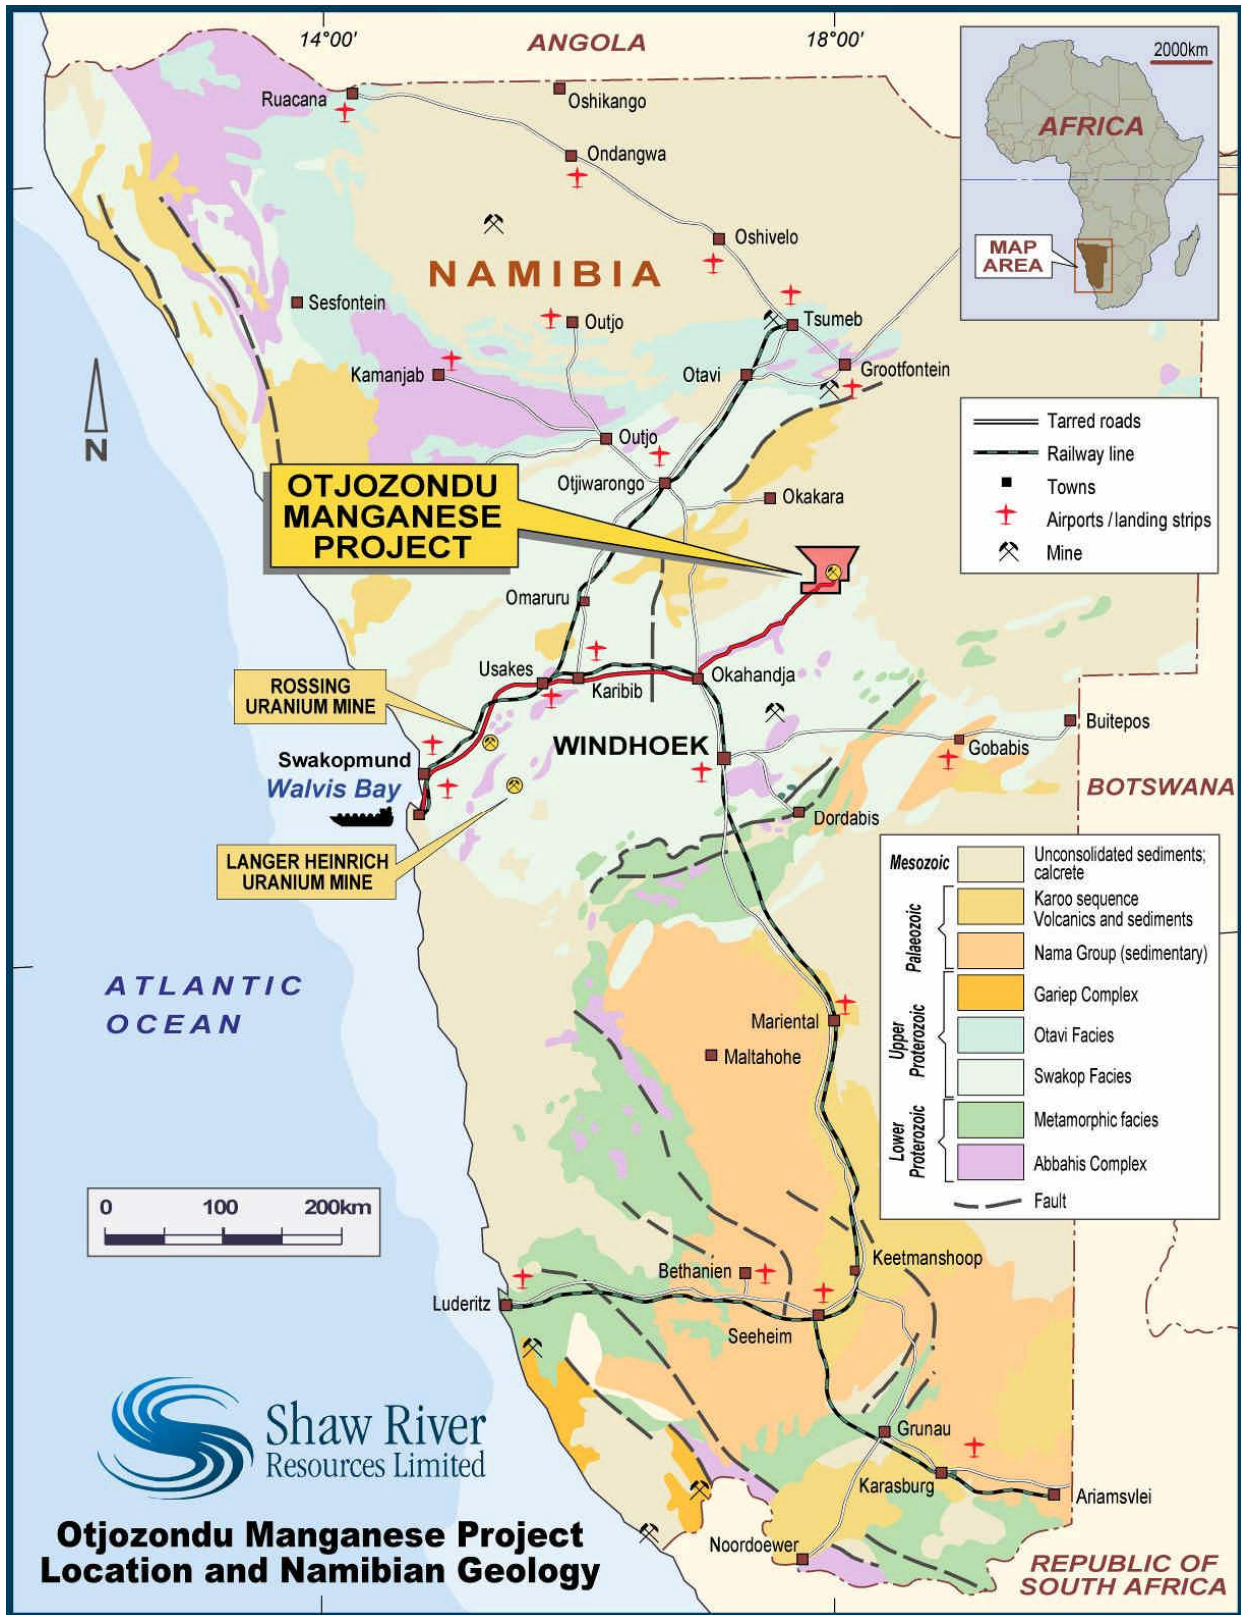 14°00'
18°00'
ANGOLA
2000km
AFRICA
MAP
AREA
Ruacana
Oshikango
Ondangwa
Oshivelo
NAMIBIA
Sesfontein
Outjo
Tsumeb
Kamanjab
Otavi
Grootfontein
N
Outjo
Otjiwarongo
Okakara
OTJOZONDU
MANGANESE
PROJECT
Tarred roads
Railway line
Towns
Airports / landing strips
Mine
Omaruru
Usakes
Karibib
Okahandja
ROSSING
URANIUM MINE
WINDHOEK
Buitepos
Gobabis
Swakopmund
Walvis Bay
BOTSWANA
Dordabis
LANGER HEINRICH
URANIUM MINE
Mesozoic
Unconsolidated sediments;
calcrete
Palaeozoic
Karoo sequence
Volcanics and sediments
Nama Group (sedimentary)
Upper
Proterozoic
Gariep Complex
Otavi Facies
Swakop Facies
Lower
Proterozoic
Metamorphic facies
Abbahis Complex
Fault
ATLANTIC
OCEAN
Mariental
Maltahohe
0 100 200km
Keetmanshoop
Bethanien
Luderitz
Seeheim
Grunau
Karasburg
Ariamsvlei
Noordoewer
Shaw River
Resources Limited
Otjozondu Manganese Project
Location and Namibian Geology
REPUBLIC OF
SOUTH AFRICA